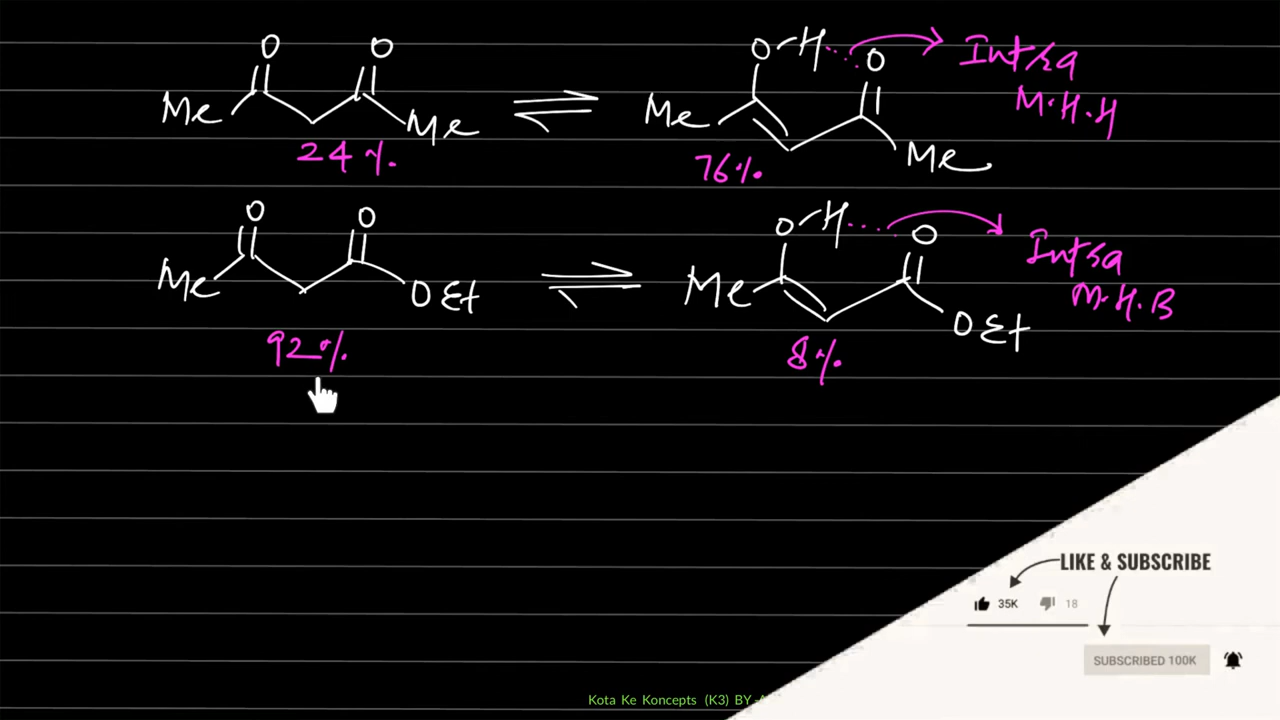 O O O-H O Intra
Me Me Me Me M.H.H
24 %. 76%.
O O O-H O Intra
Me OEt Me OEt M.H.B
92%. 8%.
LIKE & SUBSCRIBE
35K 18
SUBSCRIBED 100K
Kota Ke Koncepts (K3) BY